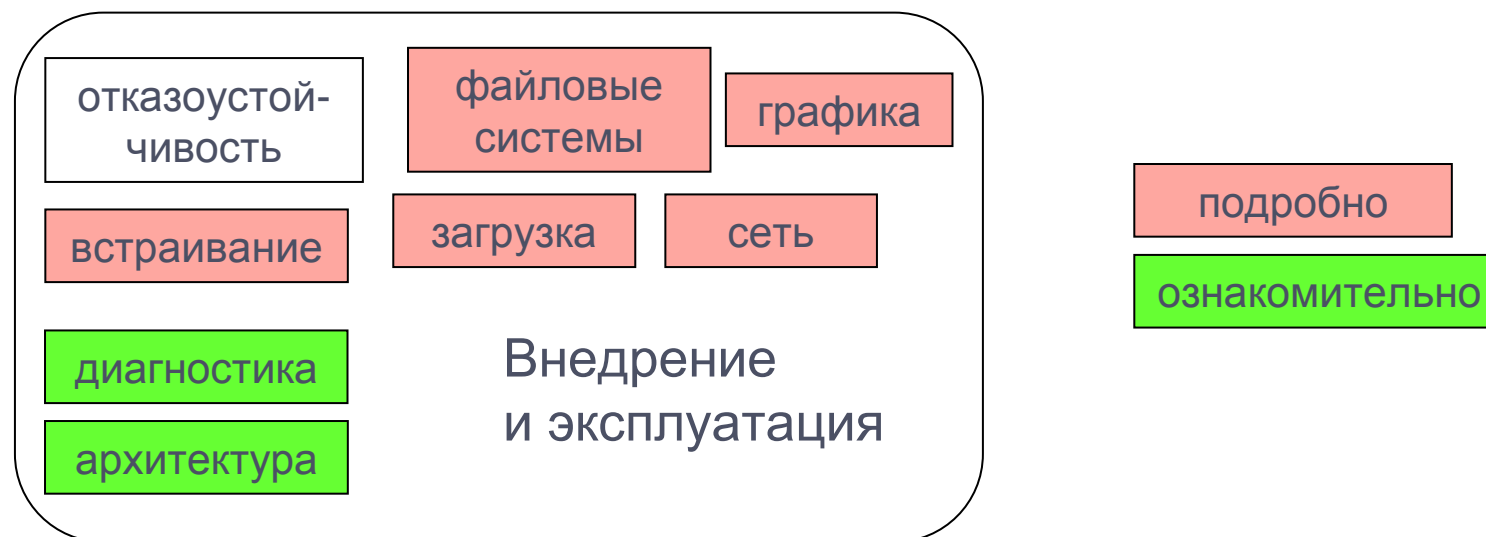 отказоустой-
чивость
файловые
системы
графика
встраивание
загрузка
сеть
диагностика
архитектура
Внедрение
и эксплуатация
подробно
ознакомительно